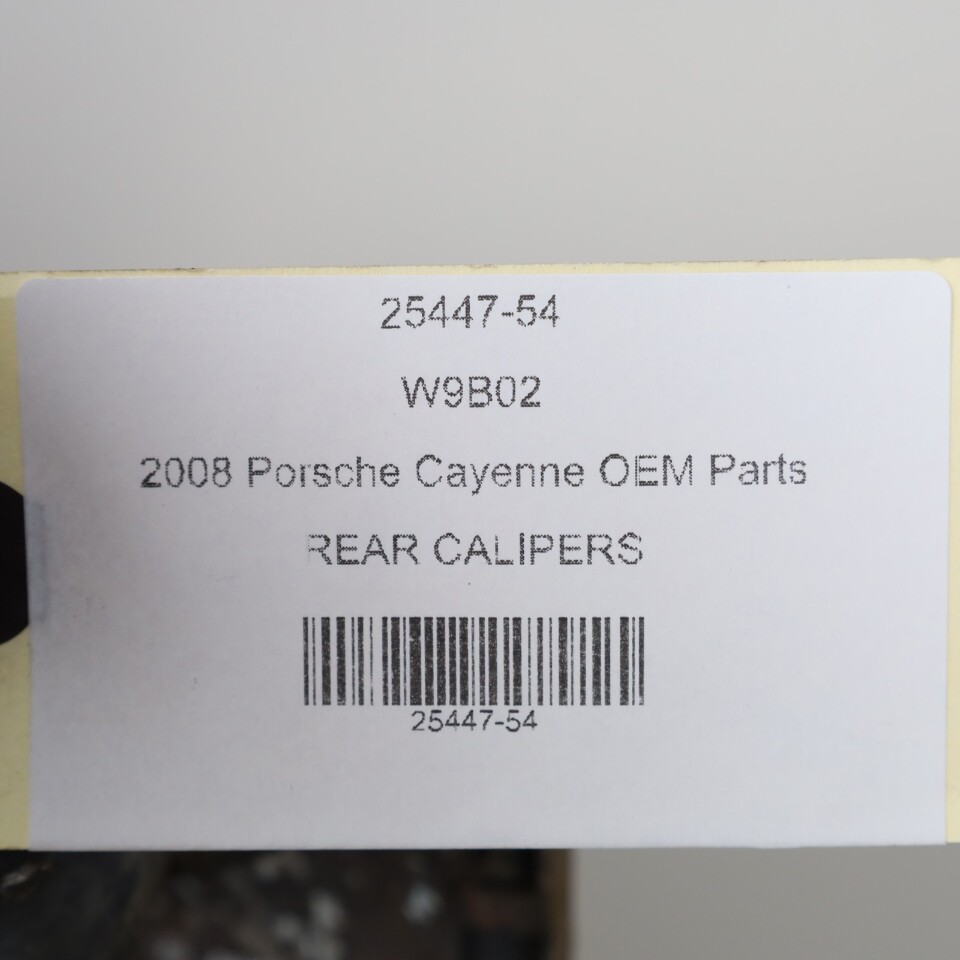 25447-54
W9B02
2008 Porsche Cayenne OEM Parts
REAR CALIPERS
25447-54